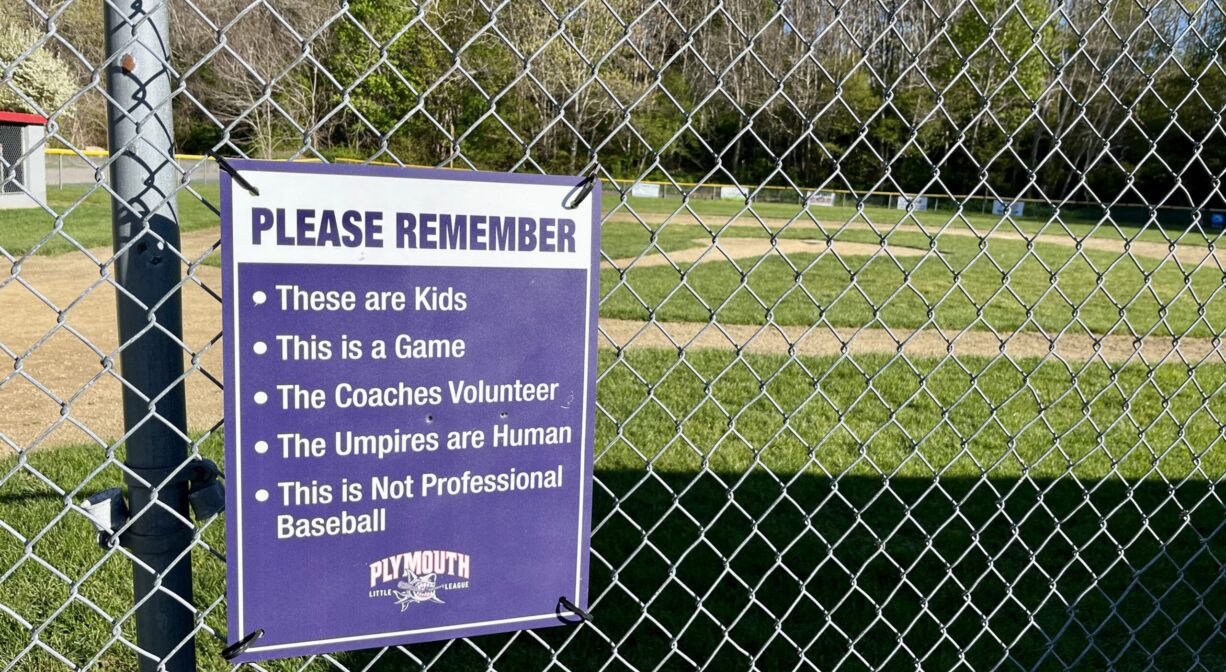 PLEASE REMEMBER
• These are Kids
• This is a Game
• The Coaches Volunteer
• The Umpires are Human
• This is Not Professional
Baseball
PLYMOUTH
LITTLE LEAGUE